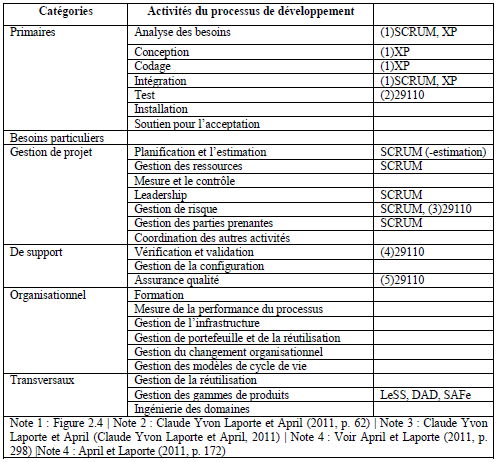 Catégories Activités du processus de développement
Primaires Analyse des besoins (1)SCRUM, XP
Conception (1)XP
Codage (1)XP
Intégration (1)SCRUM, XP
Test (2)29110
Installation
Soutien pour l’acceptation
Besoins particuliers
Gestion de projet Planification et l’estimation SCRUM (-estimation)
Gestion des ressources SCRUM
Mesure et le contrôle
Leadership SCRUM
Gestion de risque SCRUM, (3)29110
Gestion des parties prenantes SCRUM
Coordination des autres activités
De support Vérification et validation (4)29110
Gestion de la configuration
Assurance qualité (5)29110
Organisationnel Formation
Mesure de la performance du processus
Gestion de l’infrastructure
Gestion de portefeuille et de la réutilisation
Gestion du changement organisationnel
Gestion des modèles de cycle de vie
Transversaux Gestion de la réutilisation
Gestion des gammes de produits LeSS, DAD, SAFe
Ingénierie des domaines
Note 1 : Figure 2.4 | Note 2 : Claude Yvon Laporte et April (2011, p. 62) | Note 3 : Claude Yvon
Laporte et April (Claude Yvon Laporte et April, 2011) | Note 4 : Voir April et Laporte (2011, p.
298) |Note 4 : April et Laporte (2011, p. 172)